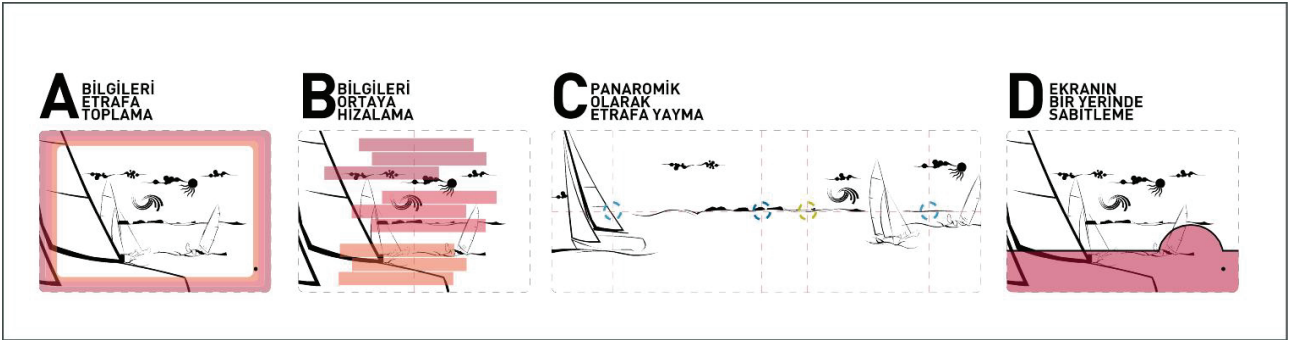 A BİLGİLERİ
ETRAFA
TOPLAMA
B BİLGİLERİ
ORTAYA
HİZALAMA
C PANAROMİK
OLARAK
ETRAFA YAYMA
D EKRANIN
BİR YERİNDE
SABİTLEME